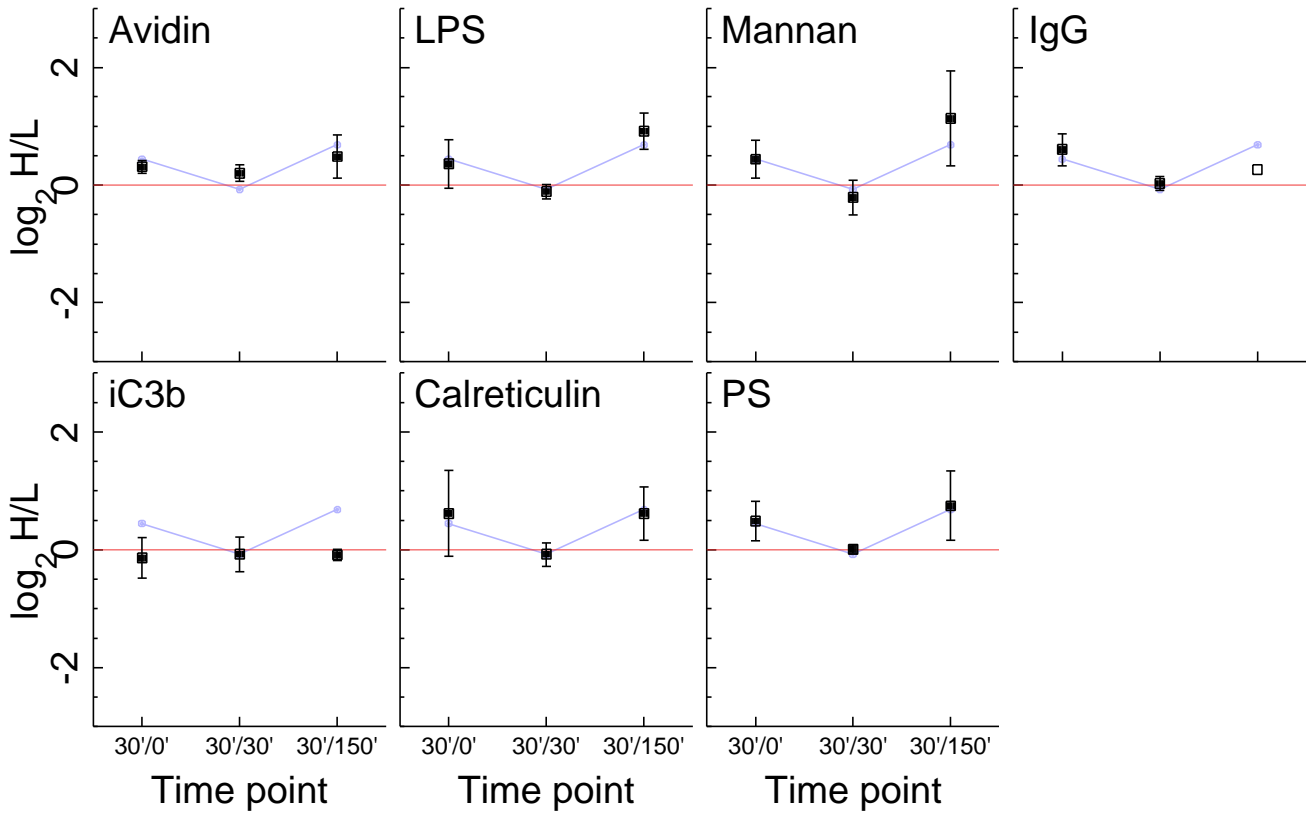 Avidin
LPS
Mannan
IgG
2
0
-2
log2 H/L
iC3b
Calreticulin
PS
2
0
-2
log2 H/L
30'/0' 30'/30' 30'/150'
30'/0' 30'/30' 30'/150'
30'/0' 30'/30' 30'/150'
Time point
Time point
Time point